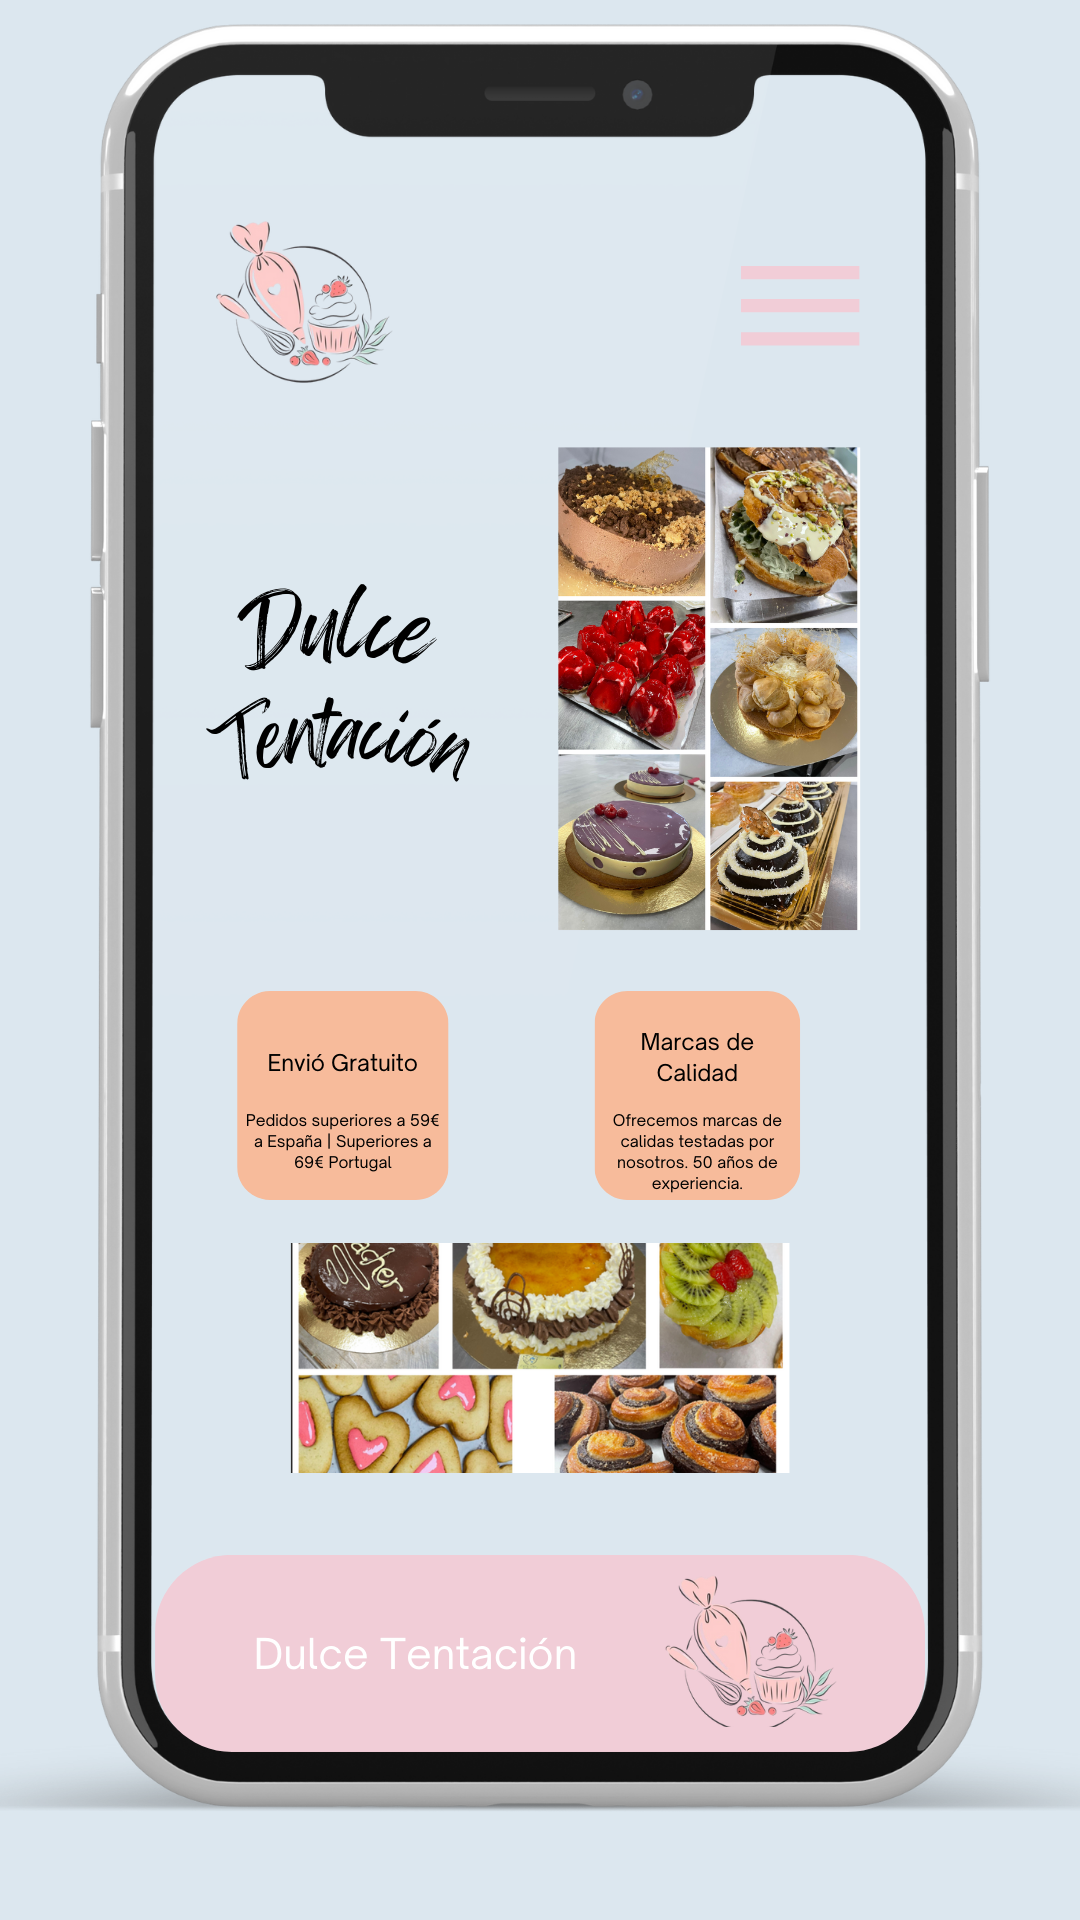 Dulce
Tentación
Envió Gratuito
Pedidos superiores a 59€
a España | Superiores a
69€ Portugal
Marcas de
Calidad
Ofrecemos marcas de
calidas testadas por
nosotros. 50 años de
experiencia.
acher
Dulce Tentación